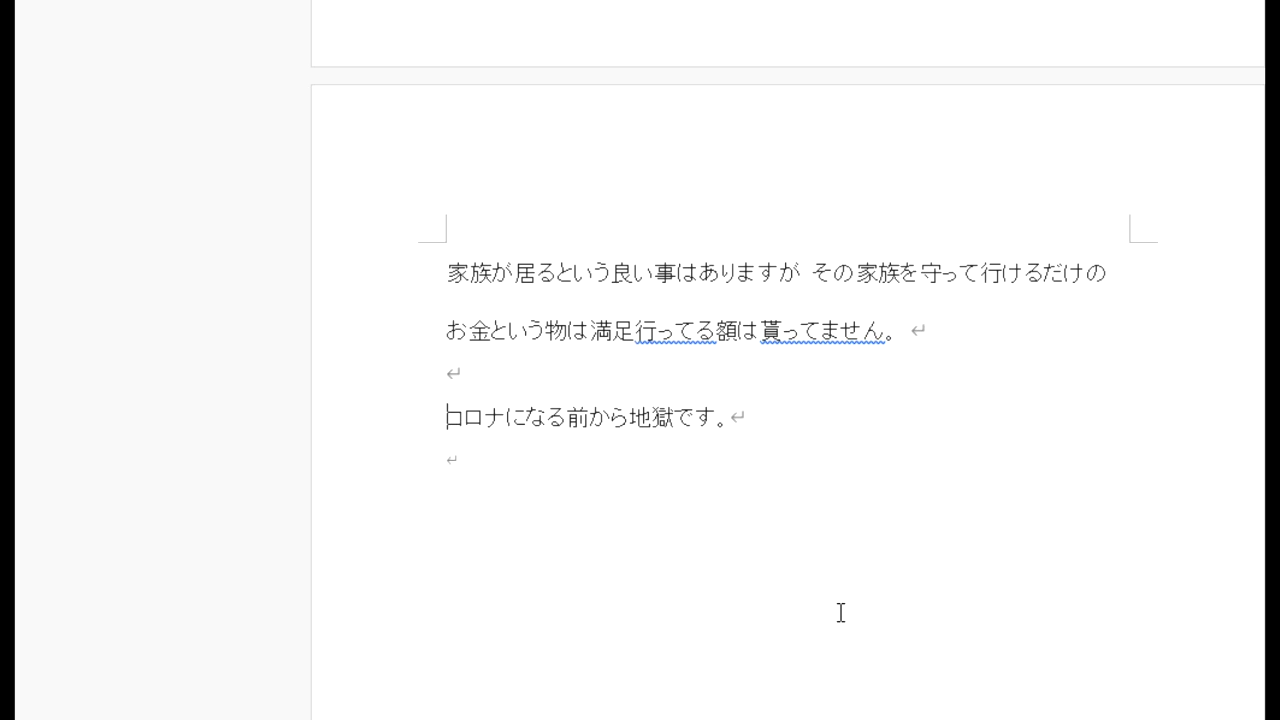 家族が居るという良い事はありますが その家族を守って行けるだけの
お金という物は満足行ってる額は貰ってません。
コロナになる前から地獄です。